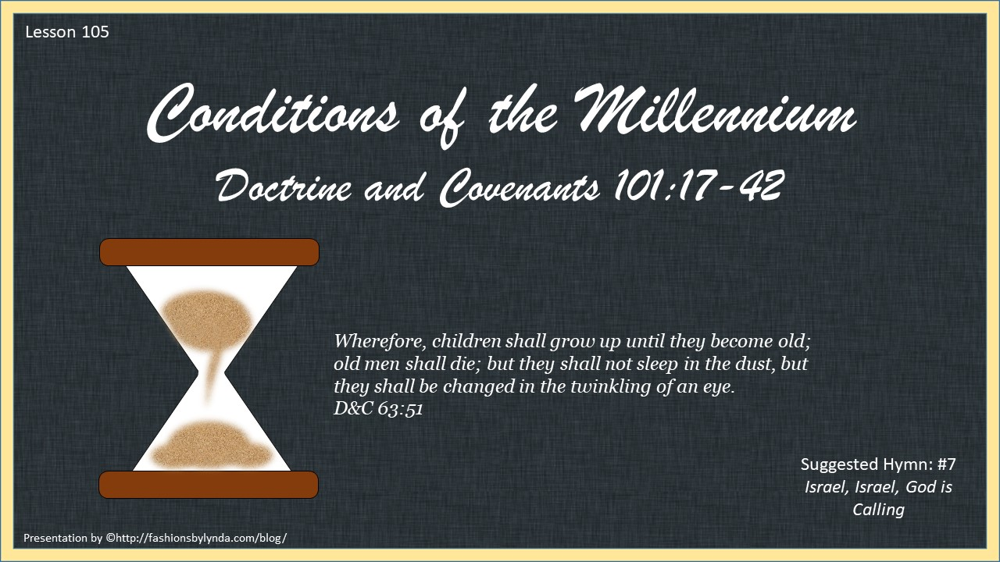 Lesson 105
Conditions of the Millennium
Doctrine and Covenants 101:17-42
Wherefore, children shall grow up until they become old;
old men shall die; but they shall not sleep in the dust, but
they shall be changed in the twinkling of an eye.
D&C 63:51
Suggested Hymn: #7
Israel, Israel, God is
Calling
Presentation by ©http://fashionsbylynda.com/blog/